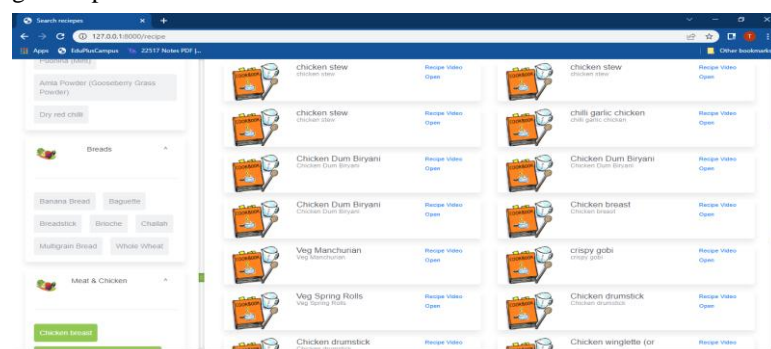 Search reciepes
127.0.0.1:8000/recipe
Apps EduPlusCampus 22517 Notes PDF |... Other bookmarks
Pudhina (Mint)
Amla Powder (Gooseberry Grass Powder)
Dry red chilli
Breads
Banana Bread Baguette
Breadstick Brioche Challah
Multigrain Bread Whole Wheat
Meat & Chicken
Chicken breast
chicken stew
chicken stew
Recipe Video
Open
chicken stew
chicken stew
Recipe Video
Open
chicken stew
chicken stew
Recipe Video
Open
chilli garlic chicken
chilli garlic chicken
Recipe Video
Open
Chicken Dum Biryani
Chicken Dum Biryani
Recipe Video
Open
Chicken Dum Biryani
Chicken Dum Biryani
Recipe Video
Open
Chicken Dum Biryani
Chicken Dum Biryani
Recipe Video
Open
Chicken breast
Chicken breast
Recipe Video
Open
Veg Manchurian
Veg Manchurian
Recipe Video
Open
crispy gobi
crispy gobi
Recipe Video
Open
Veg Spring Rolls
Veg Spring Rolls
Recipe Video
Open
Chicken drumstick
Chicken drumstick
Recipe Video
Open
Chicken drumstick
Recipe Video
Chicken winglette (or
Recipe Video